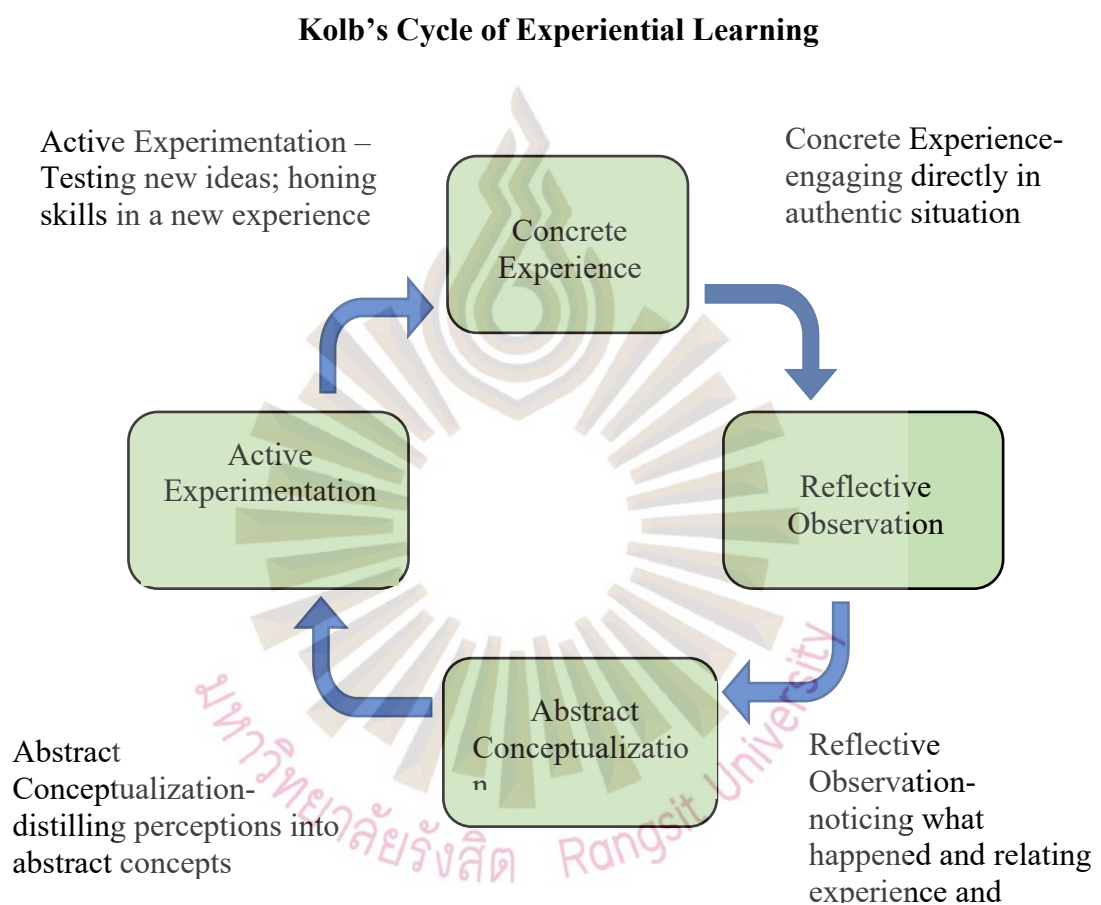 Kolb’s Cycle of Experiential Learning
Active Experimentation –
Testing new ideas; honing
skills in a new experience
Concrete Experience-
engaging directly in
authentic situation
Concrete
Experience
Active
Experimentation
Reflective
Observation
Abstract
Conceptualizatio
n
Abstract
Conceptualization-
distilling perceptions into
abstract concepts
Reflective
Observation-
noticing what
happened and relating
experience and
มหาวิทยาลัยรังสิต Rangsit University